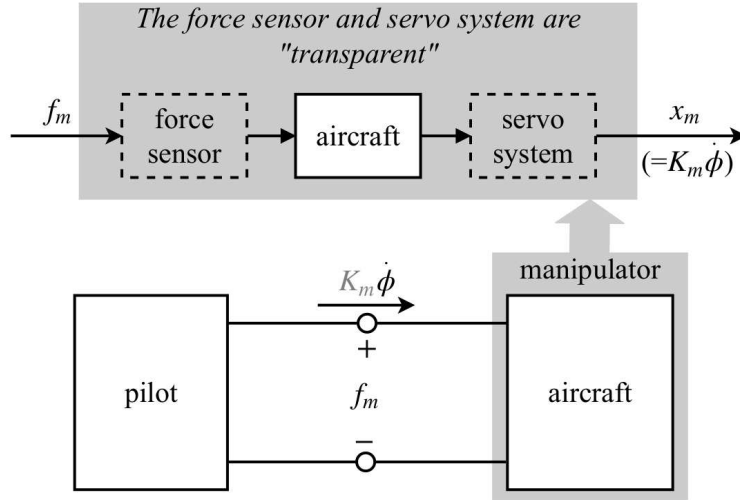 The force sensor and servo system are
"transparent"
f_m
force
sensor
aircraft
servo
system
x_m
(=K_m ϕ̇)
manipulator
K_m ϕ̇
+
pilot
f_m
aircraft
−